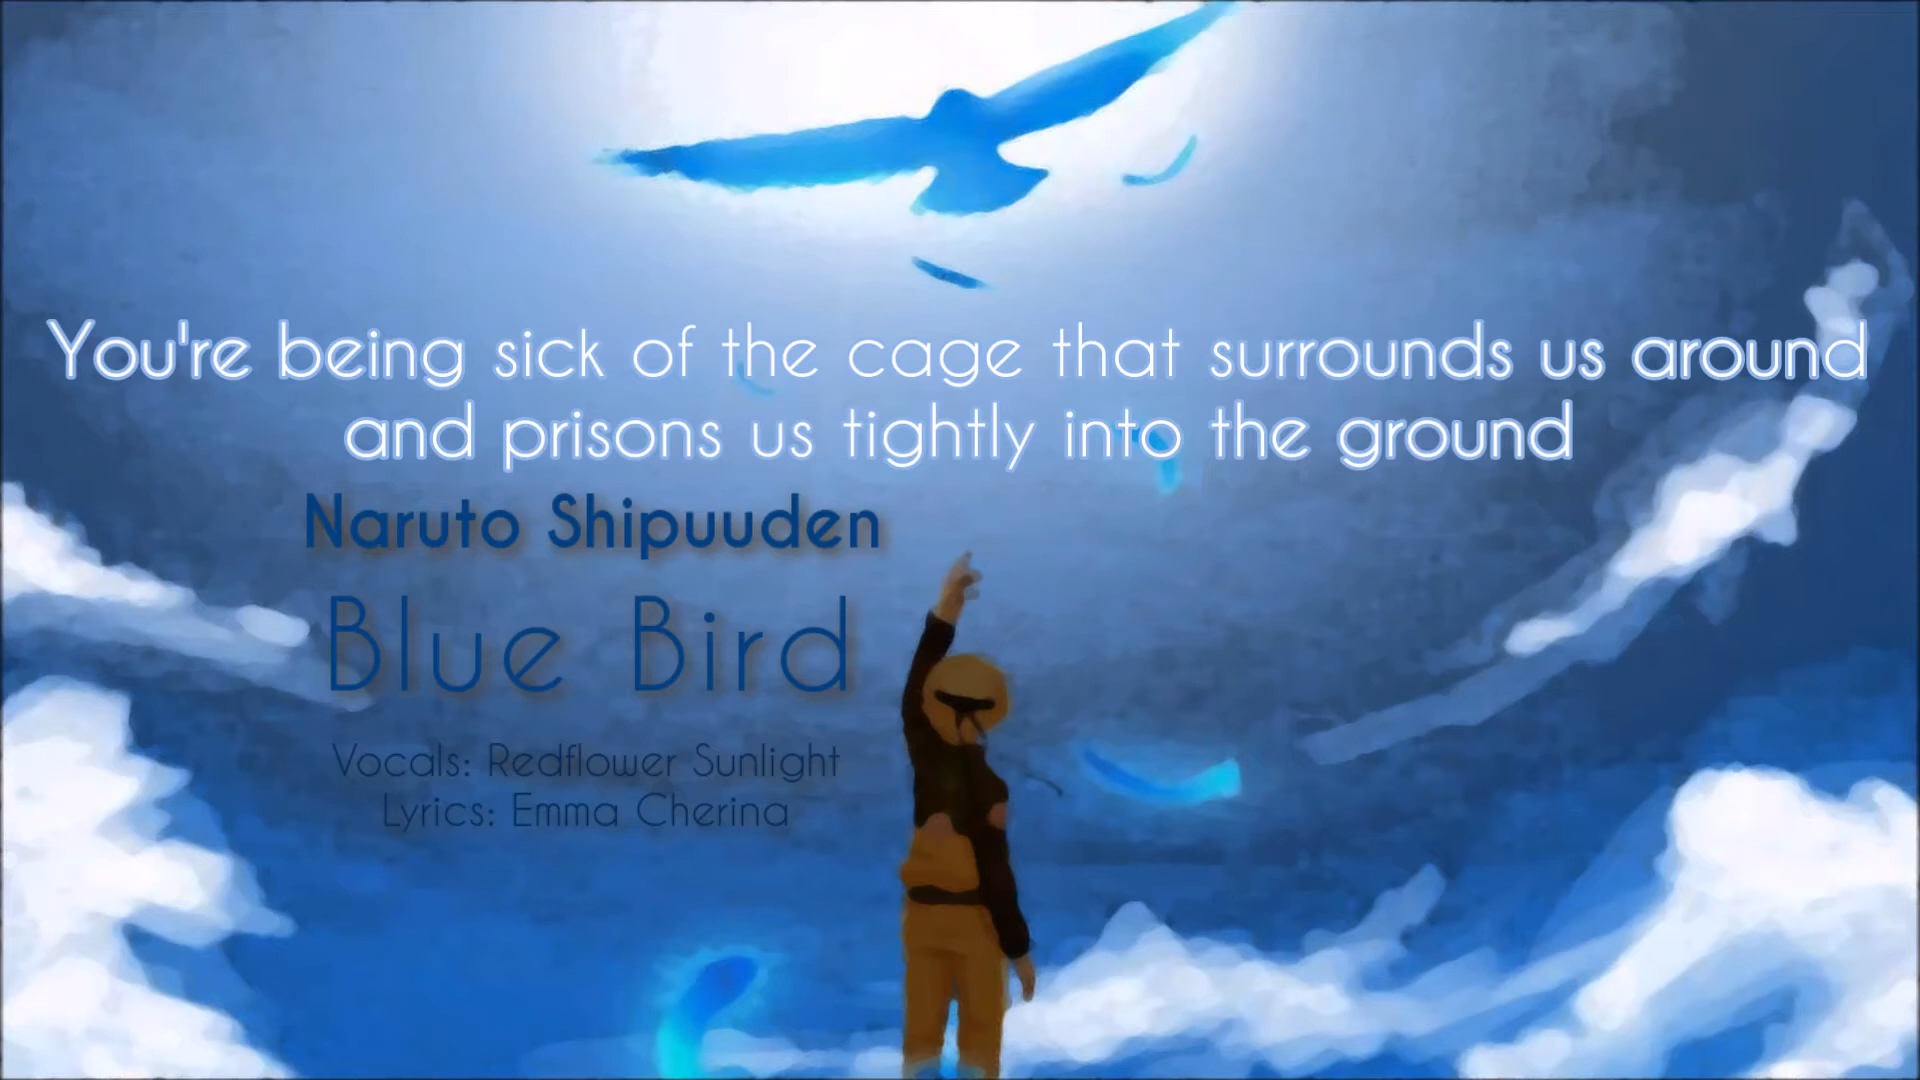 You're being sick of the cage that surrounds us around
and prisons us tightly into the ground
Naruto Shipuuden
Blue Bird
Vocals: Redflower Sunlight
Lyrics: Emma Cherina